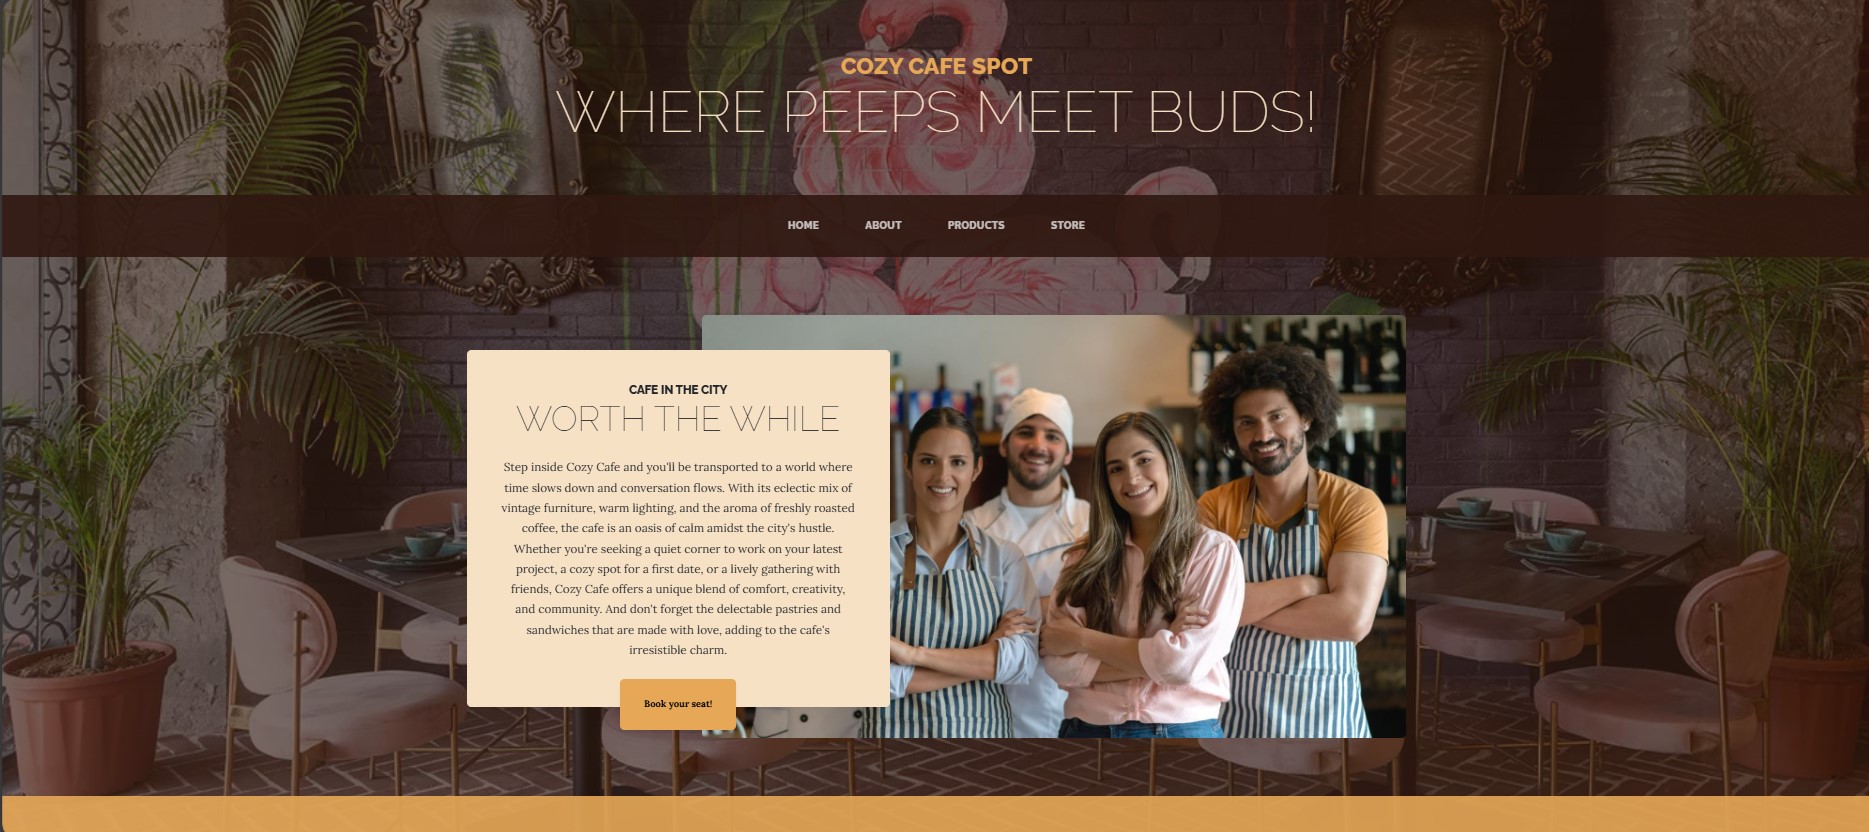 COZY CAFE SPOT
WHERE PEEPS MEET BUDS!
HOME ABOUT PRODUCTS STORE
CAFE IN THE CITY
WORTH THE WHILE
Step inside Cozy Cafe and you'll be transported to a world where
time slows down and conversation flows. With its eclectic mix of
vintage furniture, warm lighting, and the aroma of freshly roasted
coffee, the cafe is an oasis of calm amidst the city's hustle.
Whether you're seeking a quiet corner to work on your latest
project, a cozy spot for a first date, or a lively gathering with
friends, Cozy Cafe offers a unique blend of comfort, creativity,
and community. And don't forget the delectable pastries and
sandwiches that are made with love, adding to the cafe's
irresistible charm.
Book your seat!